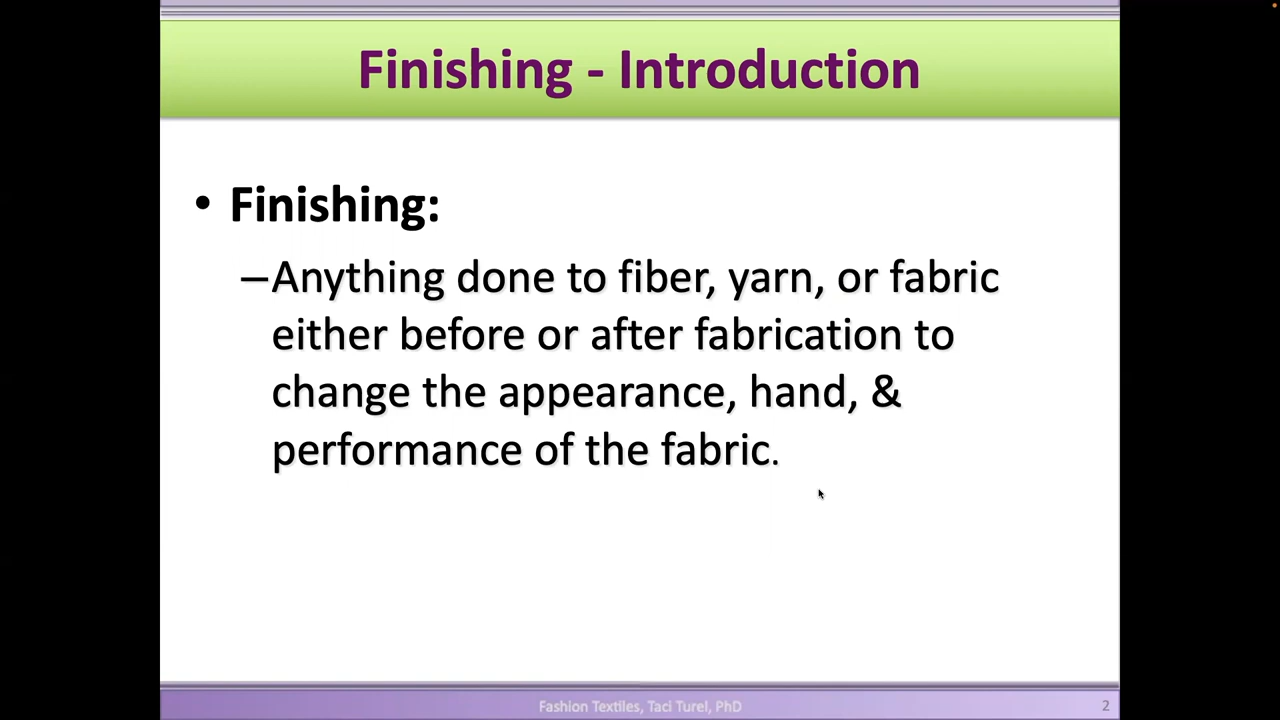 Finishing - Introduction
• Finishing:
–Anything done to fiber, yarn, or fabric
either before or after fabrication to
change the appearance, hand, &
performance of the fabric.
Fashion Textiles, Taci Turel, PhD
2